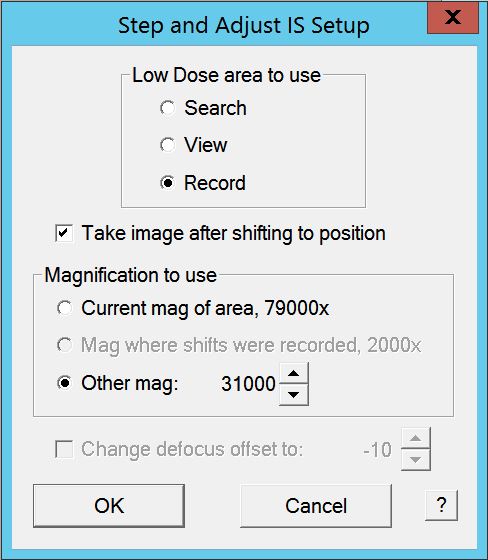 Step and Adjust IS Setup
x
Low Dose area to use
Search
View
Record
Take image after shifting to position
Magnification to use
Current mag of area, 79000x
Mag where shifts were recorded, 2000x
Other mag: 31000
Change defocus offset to: -10
OK Cancel ?